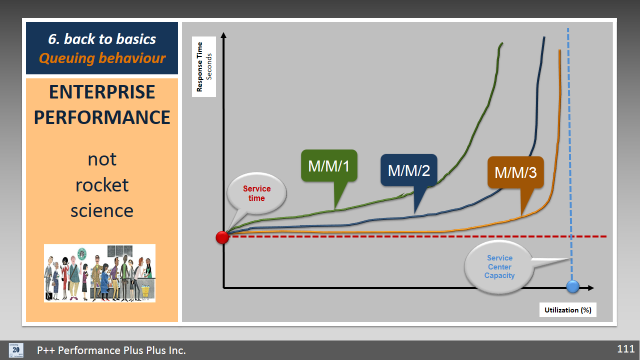 6. back to basics
Queuing behaviour
ENTERPRISE
PERFORMANCE
not
rocket
science
Response Time
Seconds
M/M/1
M/M/2
M/M/3
Service
time
Service
Center
Capacity
Utilization (%)
P++ Performance Plus Plus Inc.
111